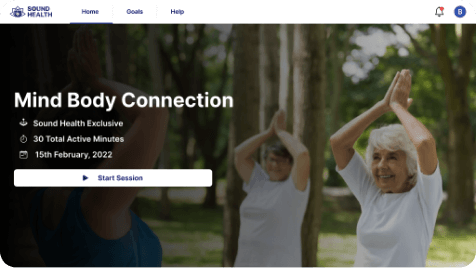 SOUND
HEALTH
Home
Goals
Help
B
Mind Body Connection
Sound Health Exclusive
30 Total Active Minutes
15th February, 2022
Start Session